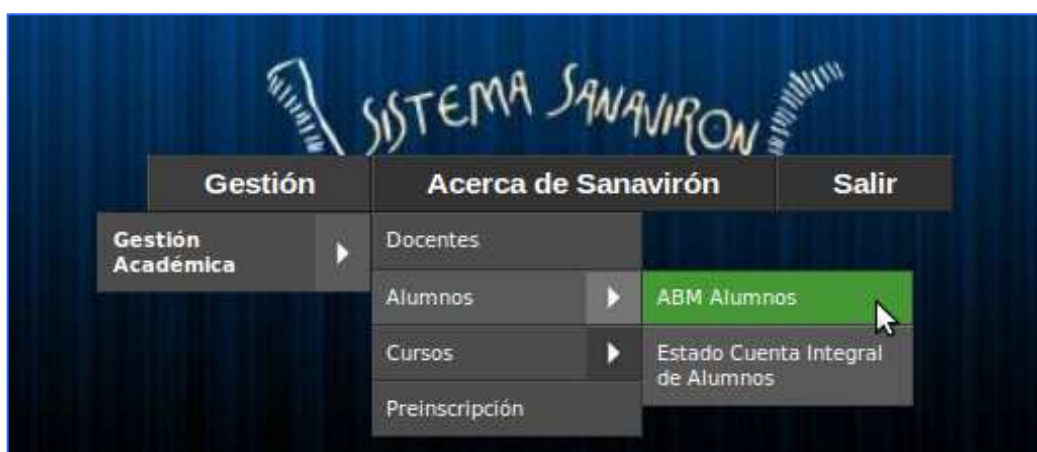 SISTEMA SANAVIRON
Gestión
Acerca de Sanavirón
Salir
Gestión
Académica
Docentes
Alumnos
ABM Alumnos
Cursos
Estado Cuenta Integral
de Alumnos
Preinscripción